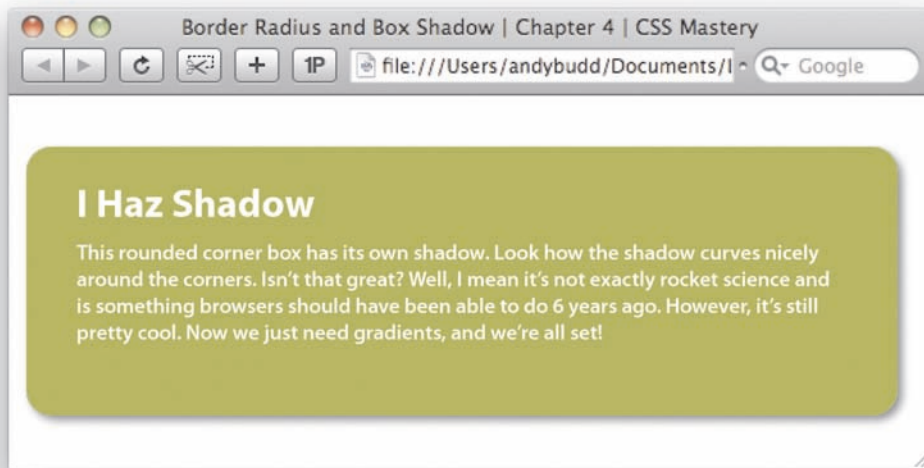 Border Radius and Box Shadow | Chapter 4 | CSS Mastery
1P file:///Users/andybudd/Documents/I Google
I Haz Shadow
This rounded corner box has its own shadow. Look how the shadow curves nicely
around the corners. Isn’t that great? Well, I mean it’s not exactly rocket science and
is something browsers should have been able to do 6 years ago. However, it’s still
pretty cool. Now we just need gradients, and we’re all set!